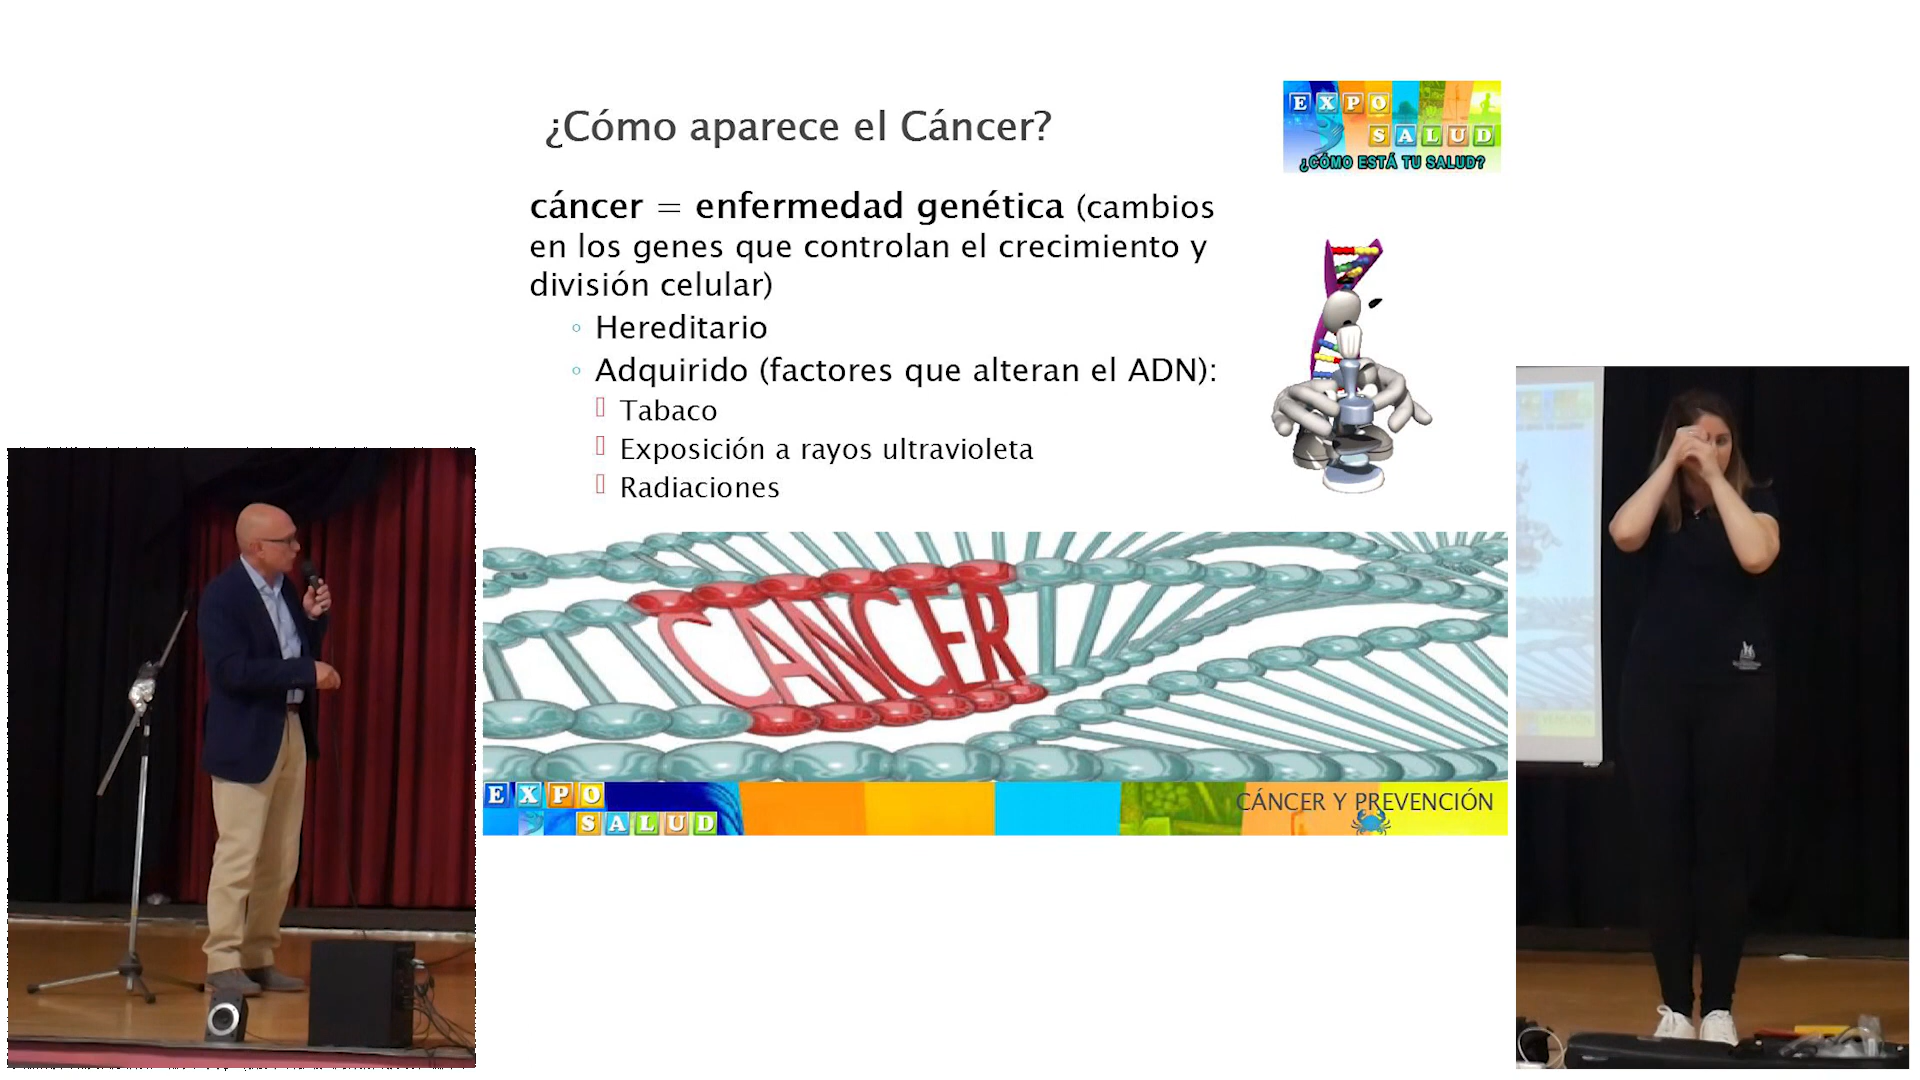 ¿Cómo aparece el Cáncer?
EXPO
SALUD
¿CÓMO ESTÁ TU SALUD?
cáncer = enfermedad genética (cambios
en los genes que controlan el crecimiento y
división celular)
◦ Hereditario
◦ Adquirido (factores que alteran el ADN):
Tabaco
Exposición a rayos ultravioleta
Radiaciones
CANCER
EXPO
SALUD
CÁNCER Y PREVENCIÓN